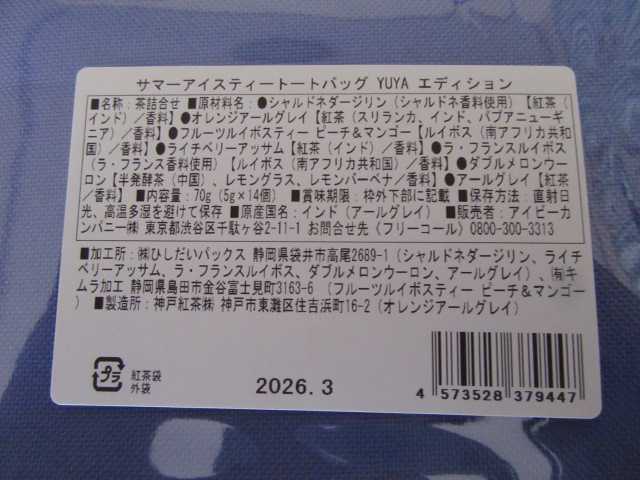 サマーアイスティートートバッグ YUYA エディション
■名称：茶詰合せ ■原材料名：●シャルドネダージリン（シャルドネ香料使用）【紅茶（
インド）／香料】●オレンジアールグレイ【紅茶（スリランカ、インド、パプアニューギ
ニア）／香料】●フルーツルイボスティー ピーチ＆マンゴー【ルイボス（南アフリカ共和
国）／香料】●ライチベリーアッサム【紅茶（インド）／香料】●ラ・フランスルイボス
（ラ・フランス香料使用）【ルイボス（南アフリカ共和国）／香料】●ダブルメロンウー
ロン【半発酵茶（中国）、レモングラス、レモンバーベナ／香料】●アールグレイ【紅茶
／香料】■内容量：70g（5g×14個）■賞味期限：枠外下部に記載 ■保存方法：直射日
光、高温多湿を避けて保存 ■原産国名：インド（アールグレイ）■販売者：アイビーカ
ンパニー㈱ 東京都渋谷区千駄ヶ谷2-11-1 お問合せ先（フリーコール）0800-300-3313
■加工所：㈱ひしだいパックス 静岡県袋井市高尾2689-1（シャルドネダージリン、ライチ
ベリーアッサム、ラ・フランスルイボス、ダブルメロンウーロン、アールグレイ）、㈲キ
ムラ加工 静岡県島田市金谷富士見町3163-6 （フルーツルイボスティー ピーチ＆マンゴー
）■製造所：神戸紅茶㈱ 神戸市東灘区住吉浜町16-2（オレンジアールグレイ）
プラ 紅茶袋
外袋
2026.3
4 573528 379447